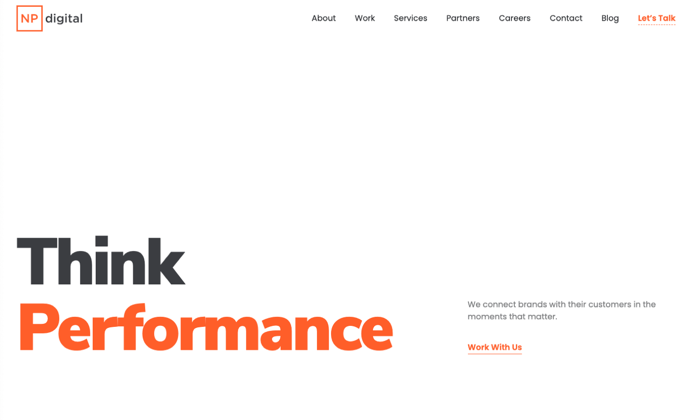 NP digital
About Work Services Partners Careers Contact Blog Let's Talk
Think
Performance
We connect brands with their customers in the
moments that matter.
Work With Us